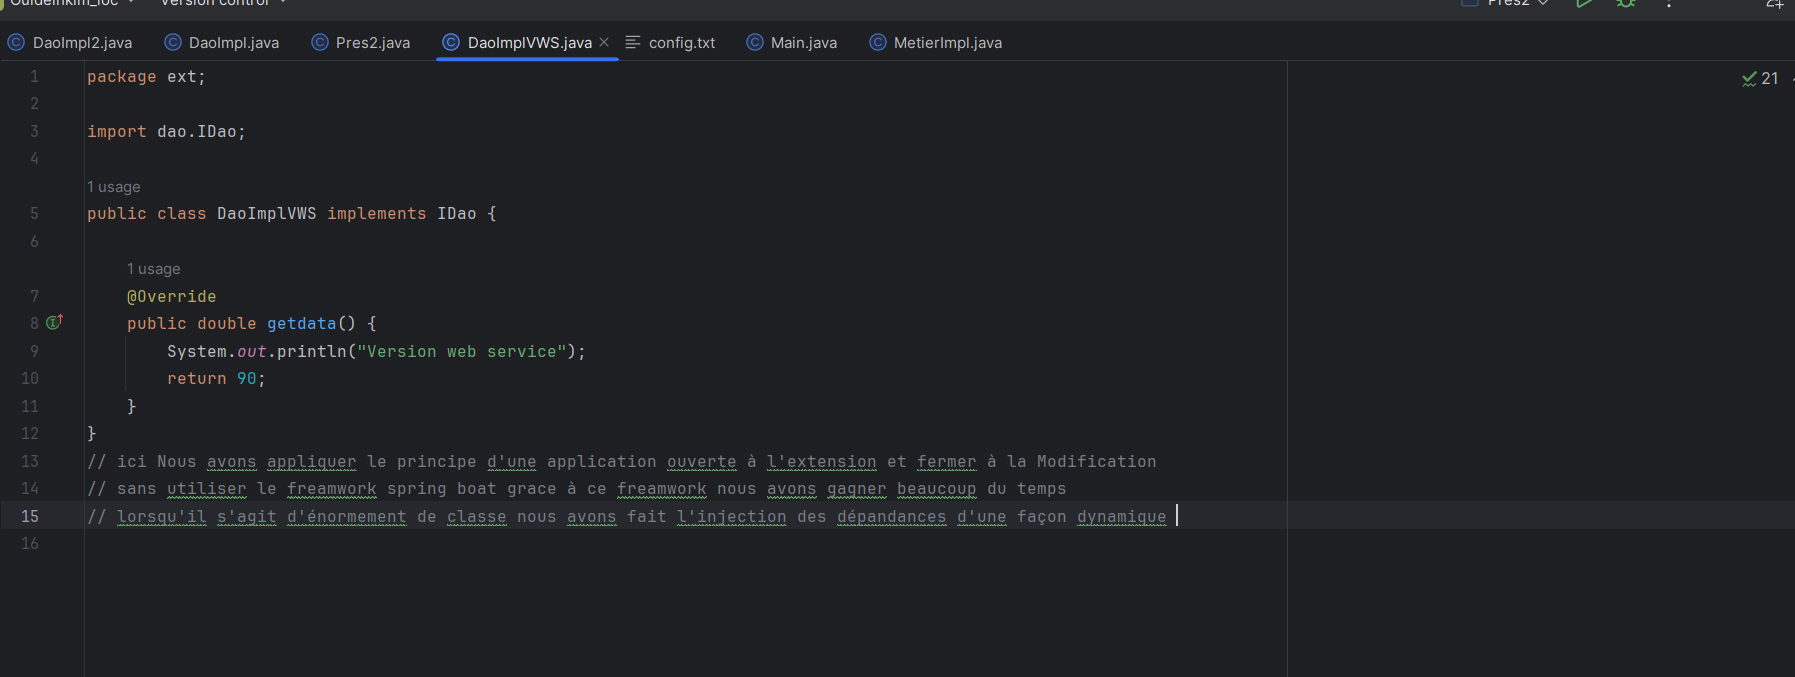 Version control
Pres2
DaoImpl2.java DaoImpl.java Pres2.java DaoImplVWS.java config.txt Main.java MetierImpl.java
21
1 package ext;
2
3 import dao.IDao;
4
1 usage
5 public class DaoImplVWS implements IDao {
6
1 usage
7 @Override
8 public double getdata() {
9 System.out.println("Version web service");
10 return 90;
11 }
12 }
13 // ici Nous avons appliquer le principe d'une application ouverte à l'extension et fermer à la Modification
14 // sans utiliser le freamwork spring boat grace à ce freamwork nous avons gagner beaucoup du temps
15 // lorsqu'il s'agit d'énormement de classe nous avons fait l'injection des dépandances d'une façon dynamique
16